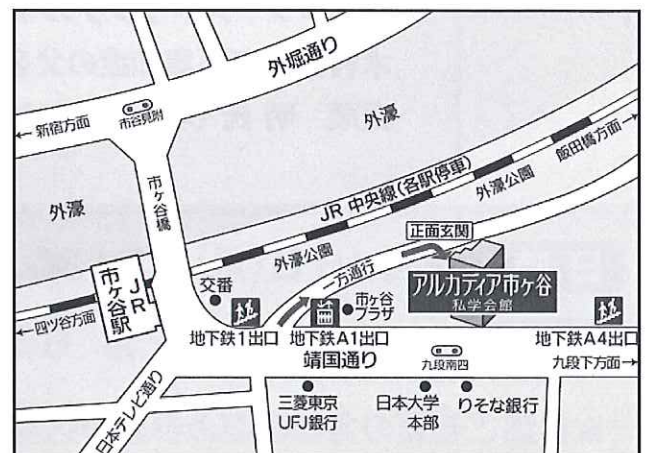 外堀通り
外濠
← 新宿方面
市谷見附
飯田橋方面→
市ヶ谷橋
JR 中央線(各駅停車)
外濠公園
外濠
正面玄関
外濠公園
一方通行
アルカディア市ヶ谷
私学会館
交番
市ヶ谷
プラザ
JR
市ヶ谷駅
←四ツ谷方面
地下鉄1出口
地下鉄A1出口
地下鉄A4出口
靖国通り
九段南四
九段下方面→
日本テレビ通り
三菱東京
UFJ銀行
日本大学
本部
りそな銀行